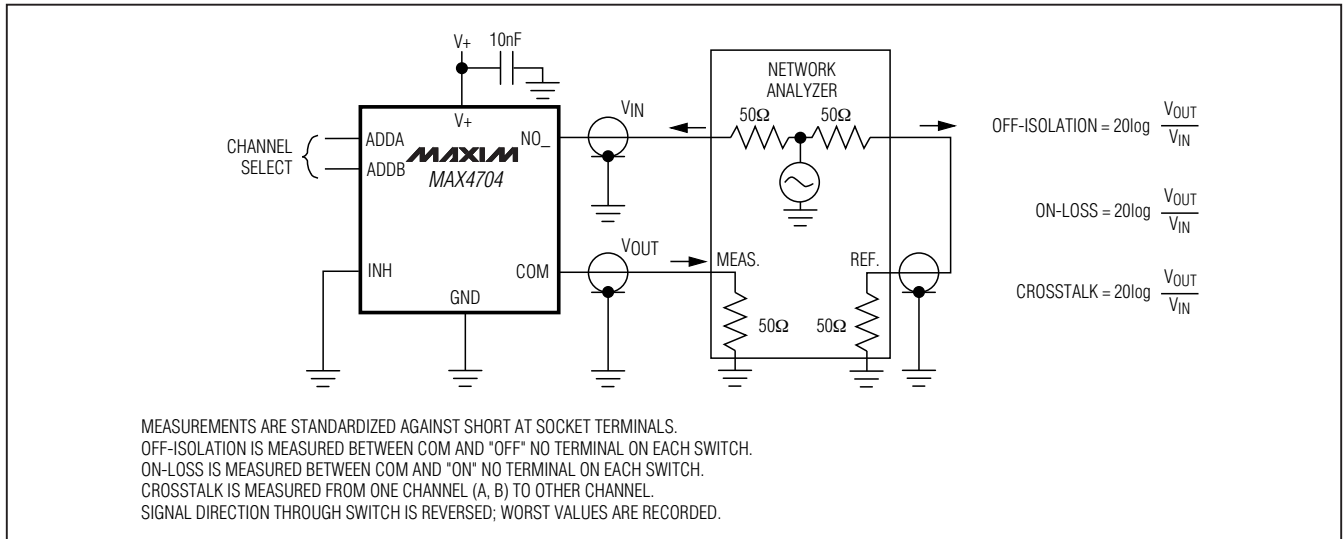 V+ 10nF
V+
NO_
ADDA
ADDB
CHANNEL
SELECT
MAXIM
MAX4704
INH
COM
GND
VIN
VOUT
NETWORK
ANALYZER
50Ω 50Ω
MEAS. REF.
50Ω 50Ω
OFF-ISOLATION = 20log VOUT
VIN
ON-LOSS = 20log VOUT
VIN
CROSSTALK = 20log VOUT
VIN
MEASUREMENTS ARE STANDARDIZED AGAINST SHORT AT SOCKET TERMINALS.
OFF-ISOLATION IS MEASURED BETWEEN COM AND "OFF" NO TERMINAL ON EACH SWITCH.
ON-LOSS IS MEASURED BETWEEN COM AND "ON" NO TERMINAL ON EACH SWITCH.
CROSSTALK IS MEASURED FROM ONE CHANNEL (A, B) TO OTHER CHANNEL.
SIGNAL DIRECTION THROUGH SWITCH IS REVERSED; WORST VALUES ARE RECORDED.